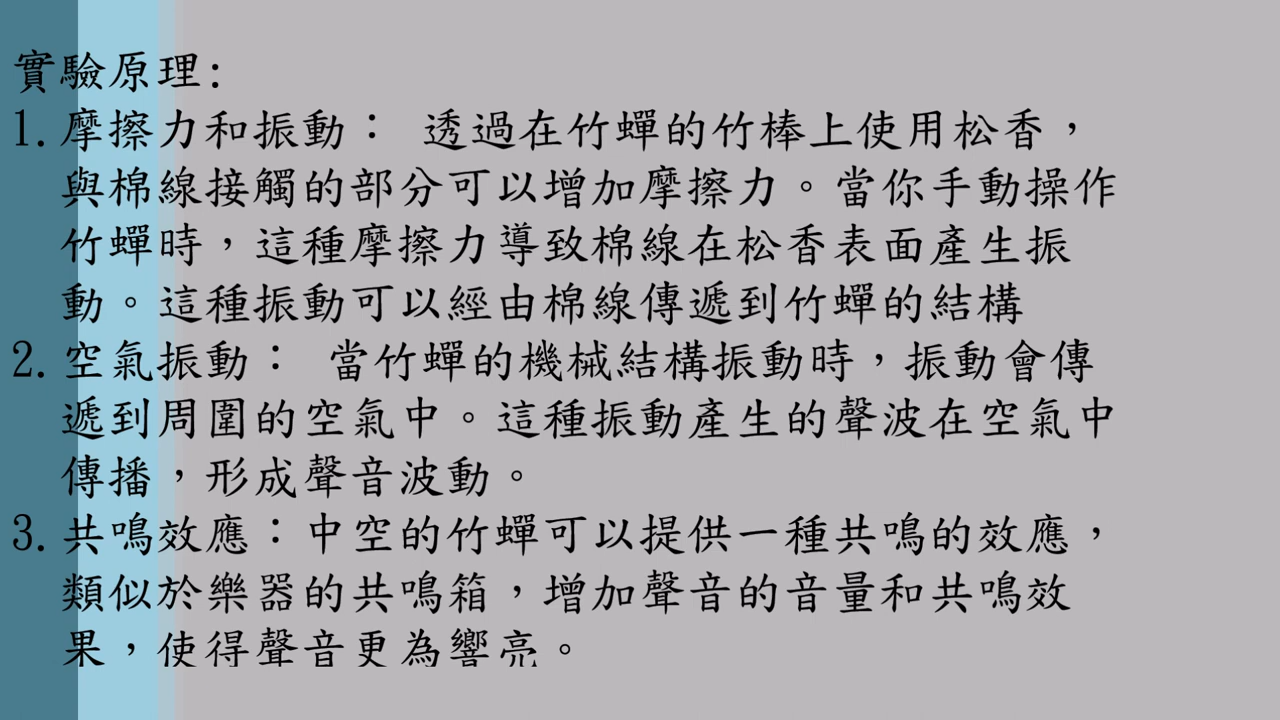 實驗原理:
1.摩擦力和振動： 透過在竹蟬的竹棒上使用松香，
與棉線接觸的部分可以增加摩擦力。當你手動操作
竹蟬時，這種摩擦力導致棉線在松香表面產生振
動。這種振動可以經由棉線傳遞到竹蟬的結構
2.空氣振動： 當竹蟬的機械結構振動時，振動會傳
遞到周圍的空氣中。這種振動產生的聲波在空氣中
傳播，形成聲音波動。
3.共鳴效應：中空的竹蟬可以提供一種共鳴的效應，
類似於樂器的共鳴箱，增加聲音的音量和共鳴效
果，使得聲音更為響亮。